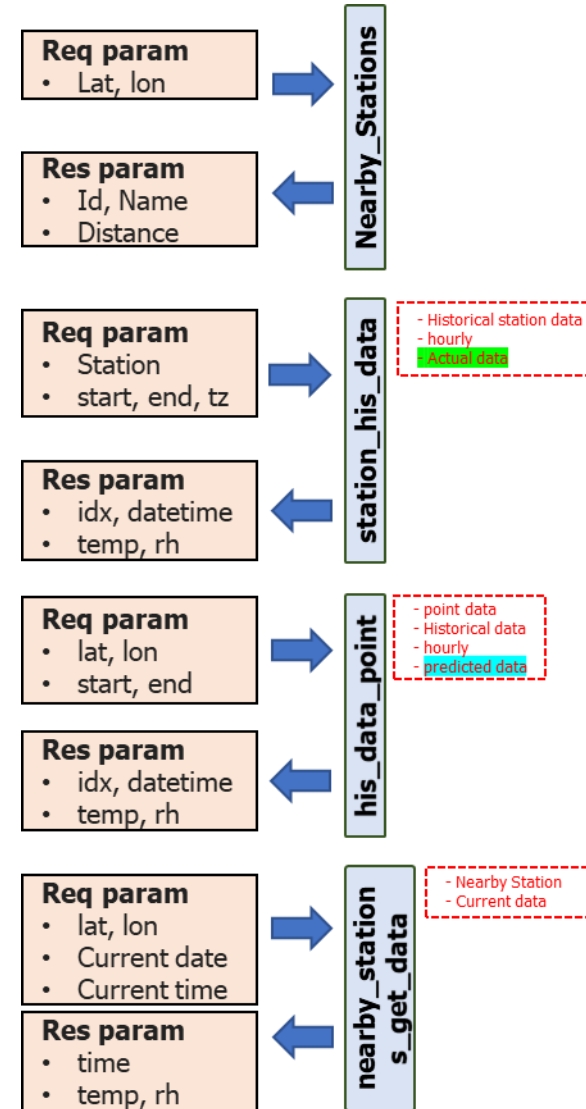 Req param
• Lat, lon
Nearby_Stations
Res param
• Id, Name
• Distance
Req param
• Station
• start, end, tz
station_his_data
- Historical station data
- hourly
- Actual data
Res param
• idx, datetime
• temp, rh
Req param
• lat, lon
• start, end
his_data_point
- point data
- Historical data
- hourly
- predicted data
Res param
• idx, datetime
• temp, rh
Req param
• lat, lon
• Current date
• Current time
nearby_station
s_get_data
- Nearby Station
- Current data
Res param
• time
• temp, rh